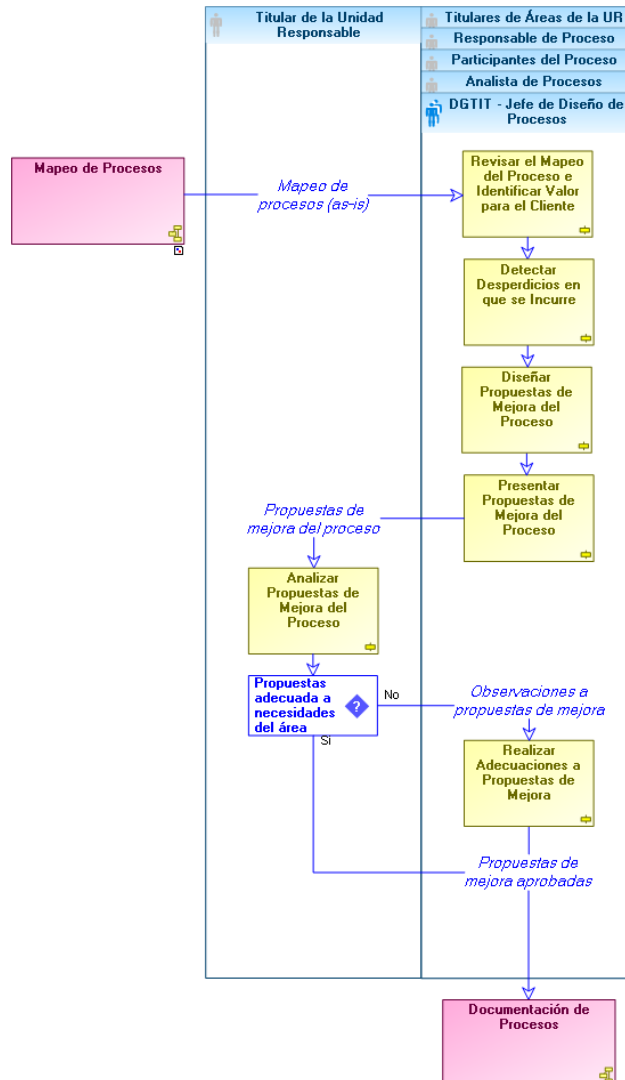 Titular de la Unidad
Responsable
Titulares de Áreas de la UR
Responsable de Proceso
Participantes del Proceso
Analista de Procesos
DGTIT - Jefe de Diseño de
Procesos
Mapeo de Procesos
Mapeo de
procesos (as-is)
Revisar el Mapeo
del Proceso e
Identificar Valor
para el Cliente
Detectar
Desperdicios en
que se Incurre
Diseñar
Propuestas de
Mejora del
Proceso
Presentar
Propuestas de
Mejora del
Proceso
Propuestas de
mejora del proceso
Analizar
Propuestas de
Mejora del
Proceso
Propuestas
adecuada a
necesidades
del área
?
No
Si
Observaciones a
propuestas de mejora
Realizar
Adecuaciones a
Propuestas de
Mejora
Propuestas de
mejora aprobadas
Documentación de
Procesos